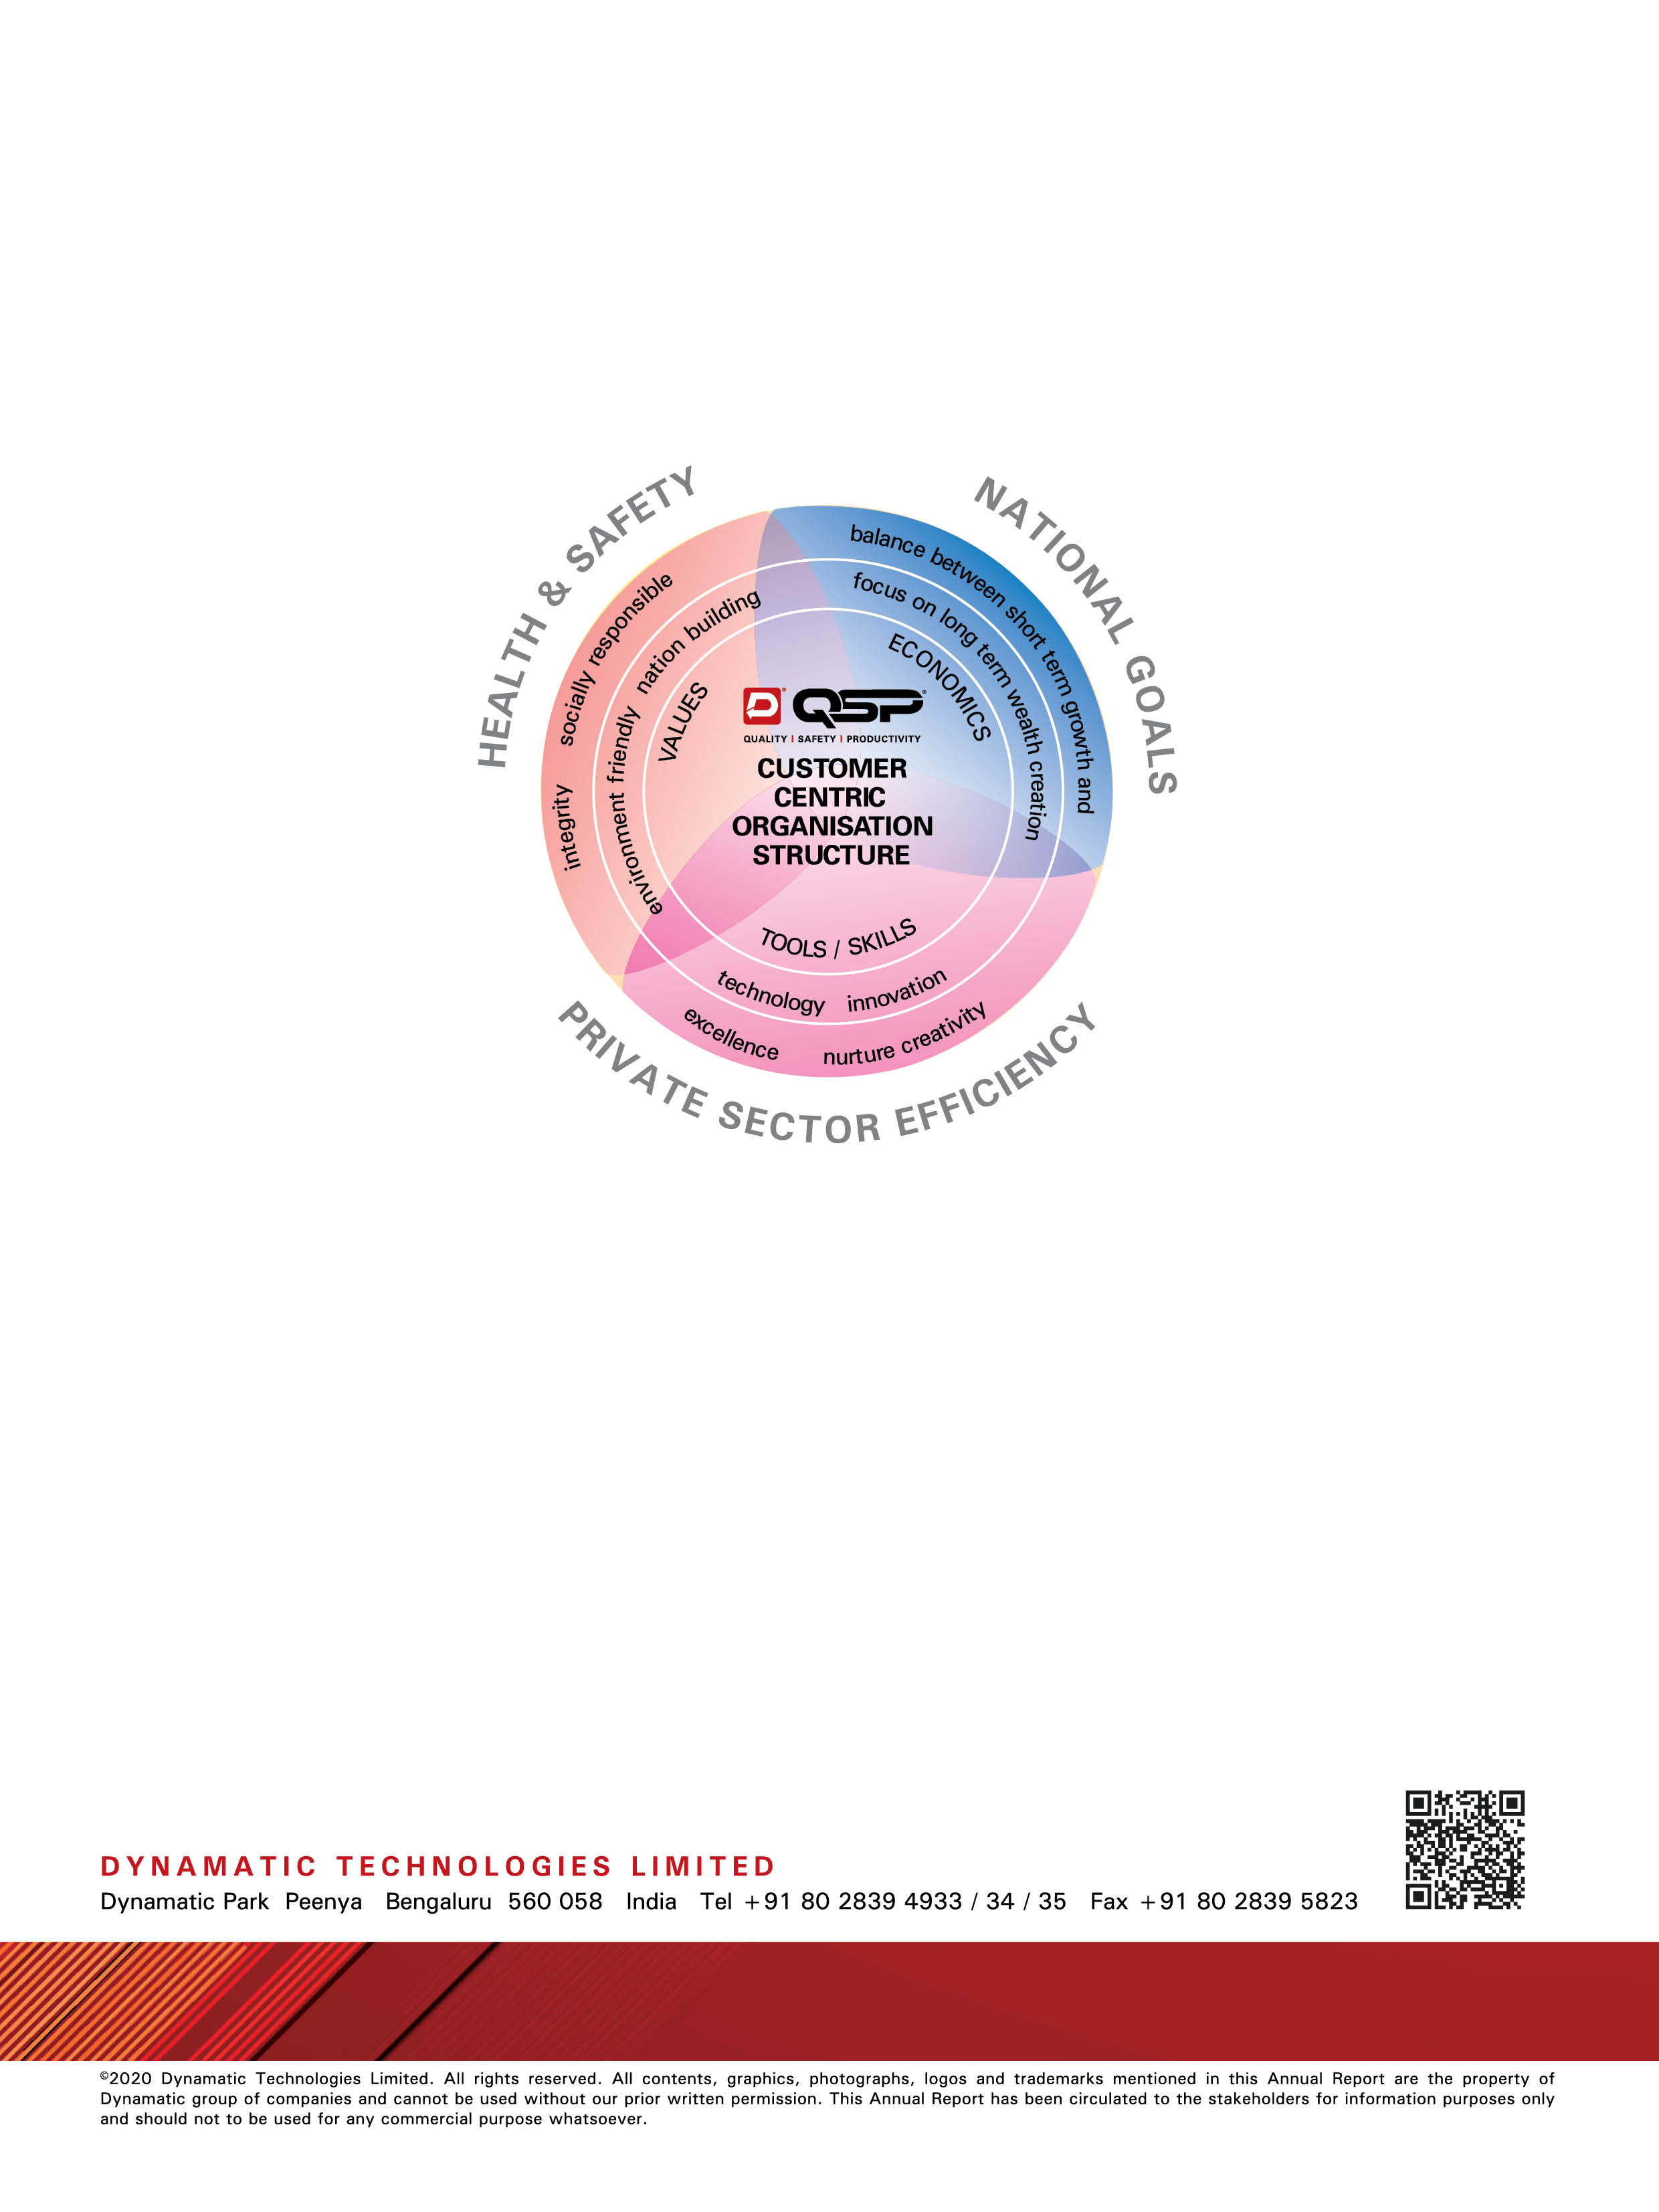 HEALTH & SAFETY
NATIONAL GOALS
socially responsible
integrity
nation building
environment friendly
VALUES
balance between short term growth and
focus on long term wealth creation
ECONOMICS
QSP
QUALITY | SAFETY | PRODUCTIVITY
CUSTOMER
CENTRIC
ORGANISATION
STRUCTURE
TOOLS / SKILLS
technology innovation
excellence nurture creativity
PRIVATE SECTOR EFFICIENCY
DYNAMATIC TECHNOLOGIES LIMITED
Dynamatic Park Peenya Bengaluru 560 058 India Tel +91 80 2839 4933 / 34 / 35 Fax +91 80 2839 5823
©2020 Dynamatic Technologies Limited. All rights reserved. All contents, graphics, photographs, logos and trademarks mentioned in this Annual Report are the property of
Dynamatic group of companies and cannot be used without our prior written permission. This Annual Report has been circulated to the stakeholders for information purposes only
and should not to be used for any commercial purpose whatsoever.